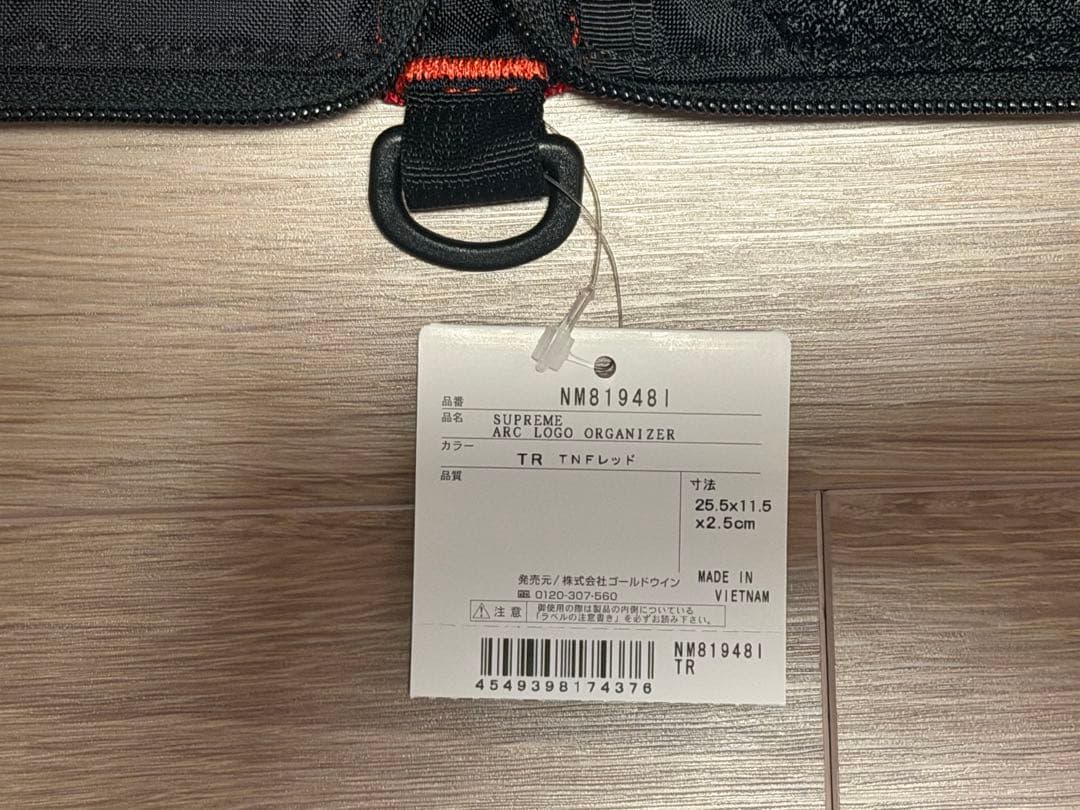 品番 NM81948I
品名 SUPREME
ARC LOGO ORGANIZER
カラー TR TNFレッド
品質
寸法
25.5x11.5
x2.5cm
発売元/株式会社ゴールドウイン
0120-307-560
MADE IN
VIETNAM
注意 御使用の際は製品の内側についている
「ラベルの注意書き」を必ずお読み下さい。
NM81948I
TR
4549398174376